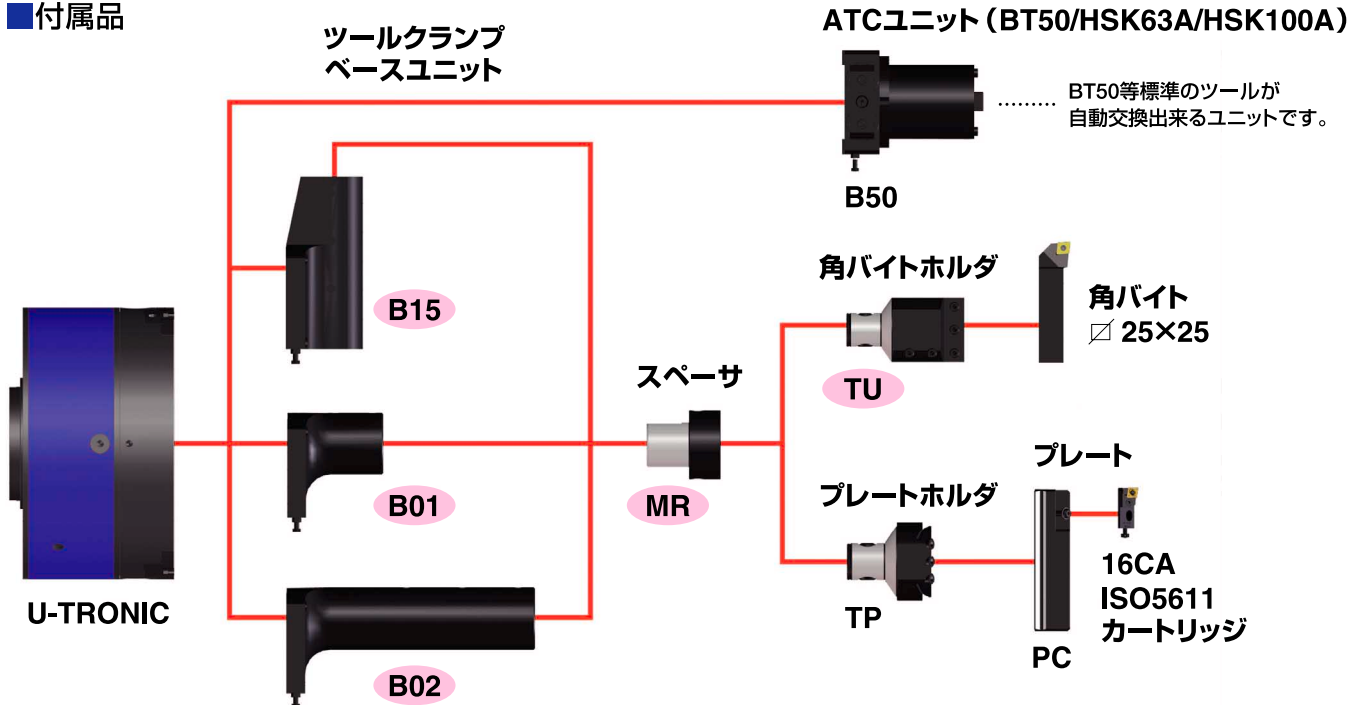 ■付属品
ツールクランプ
ベースユニット
ATCユニット（BT50/HSK63A/HSK100A）
BT50等標準のツールが
自動交換出来るユニットです。
B50
B15
角バイトホルダ
角バイト
□ 25×25
TU
スペーサ
MR
B01
プレート
プレートホルダ
TP
16CA
ISO5611
カートリッジ
PC
U-TRONIC
B02